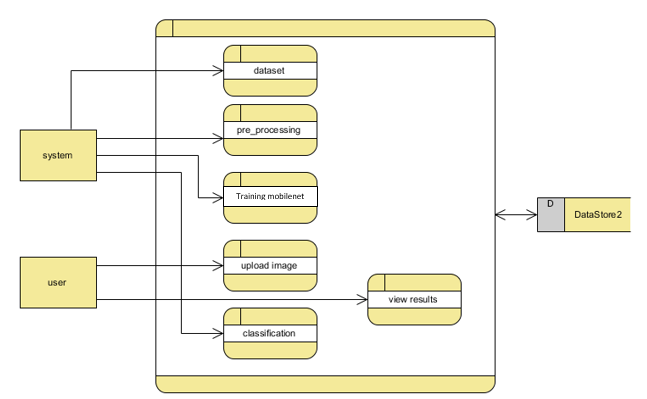 dataset
pre_processing
system
Training mobilenet
D
DataStore2
upload image
user
view results
classification